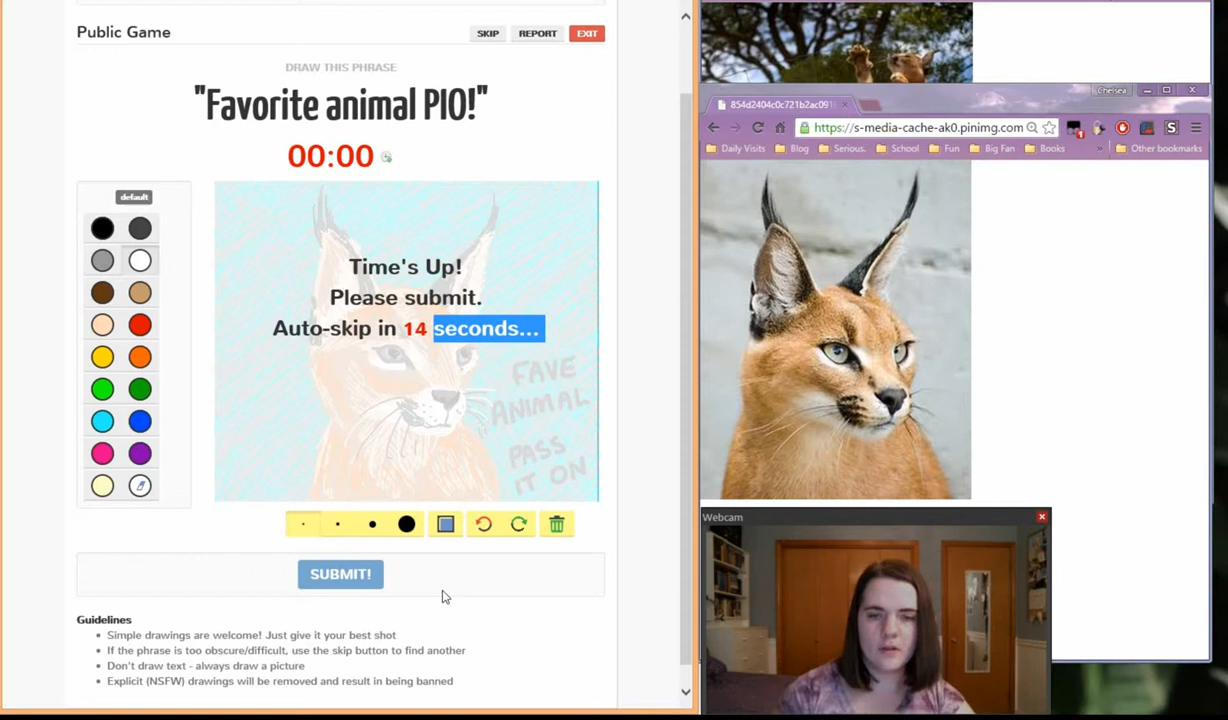 Public Game
SKIP
REPORT
EXIT
DRAW THIS PHRASE
"Favorite animal PIO!"
00:00
default
Time's Up!
Please submit.
Auto-skip in 14 seconds...
FAVE
ANIMAL
PASS
IT ON
SUBMIT!
Guidelines
• Simple drawings are welcome! Just give it your best shot
• If the phrase is too obscure/difficult, use the skip button to find another
• Don't draw text - always draw a picture
• Explicit (NSFW) drawings will be removed and result in being banned
Chelsea
854d2404c0c721b2ac091
https://s-media-cache-ak0.pinimg.com
Daily Visits
Blog
Serious.
School
Fun
Big Fan
Books
»
Other bookmarks
Webcam